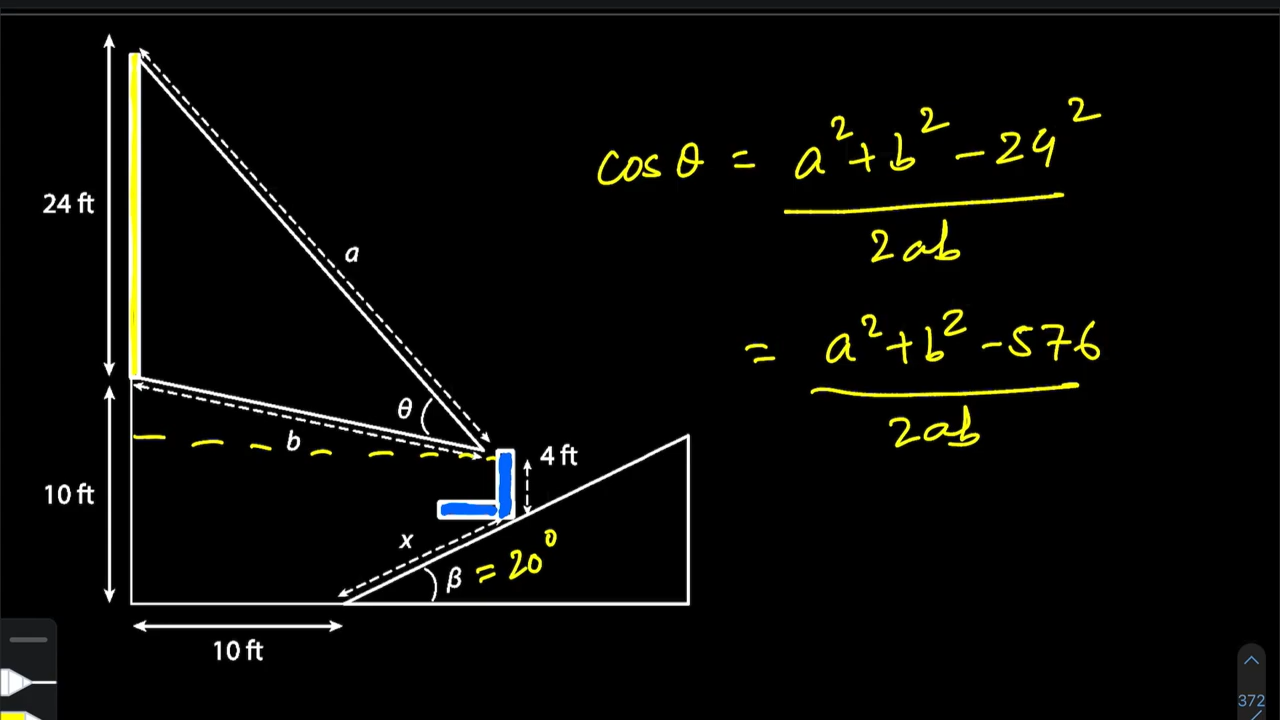 24 ft
a
θ
b
10 ft
4 ft
x
β = 20°
10 ft
cos θ = a² + b² - 24²
2ab
= a² + b² - 576
2ab
372